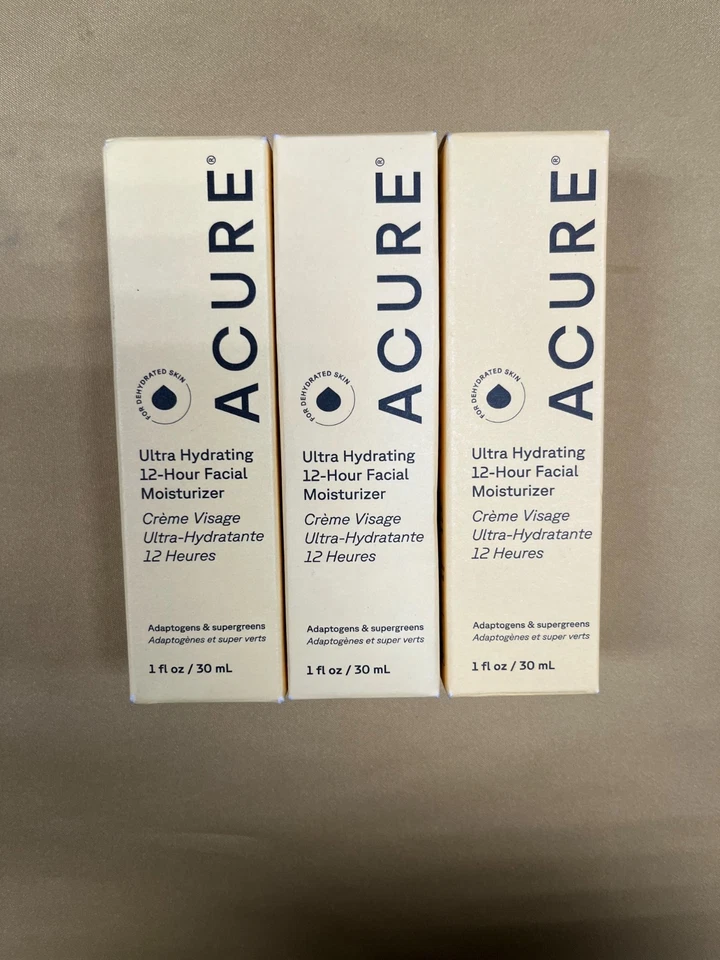 ACURE®
FOR DEHYDRATED SKIN
Ultra Hydrating
12-Hour Facial
Moisturizer
Crème Visage
Ultra-Hydratante
12 Heures
Adaptogens & supergreens
Adaptogènes et super verts
1 fl oz / 30 mL
ACURE®
FOR DEHYDRATED SKIN
Ultra Hydrating
12-Hour Facial
Moisturizer
Crème Visage
Ultra-Hydratante
12 Heures
Adaptogens & supergreens
Adaptogènes et super verts
1 fl oz / 30 mL
ACURE®
FOR DEHYDRATED SKIN
Ultra Hydrating
12-Hour Facial
Moisturizer
Crème Visage
Ultra-Hydratante
12 Heures
Adaptogens & supergreens
Adaptogènes et super verts
1 fl oz / 30 mL